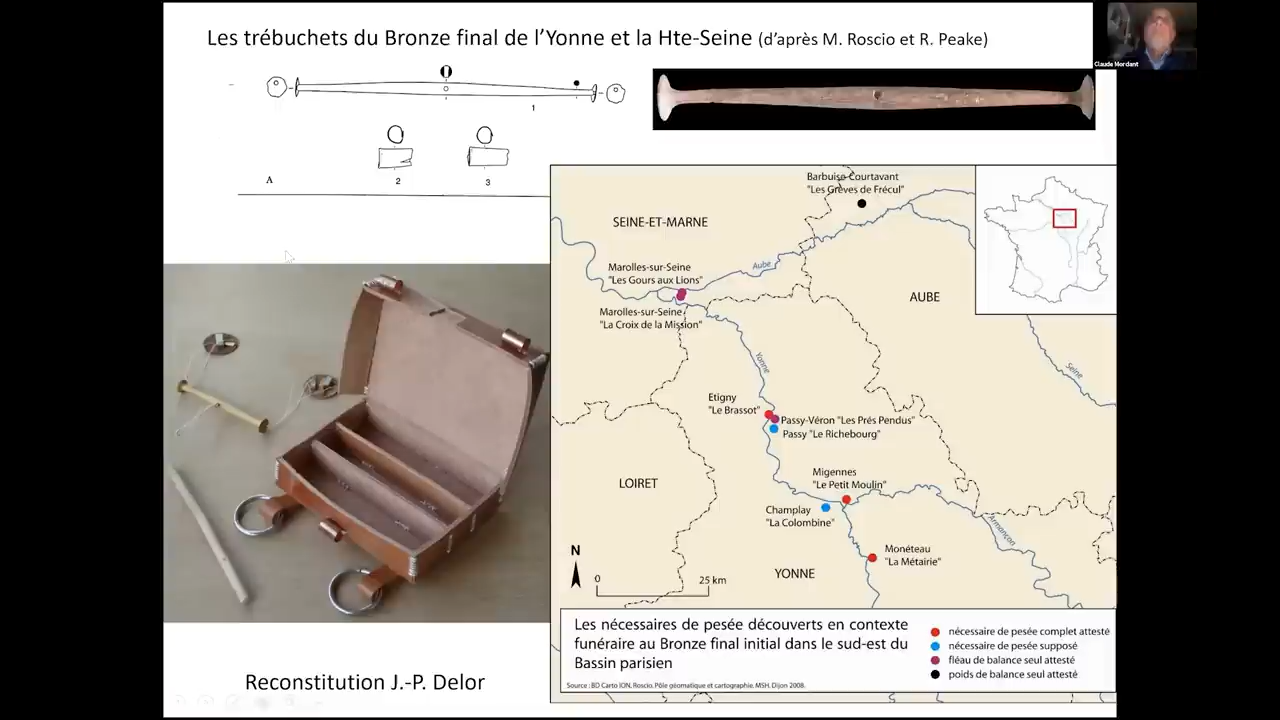 Les trébuchets du Bronze final de l'Yonne et la Hte-Seine (d'après M. Roscio et R. Peake)
Claude Mordant
1
2
3
A
Barbuise-Courtavant
"Les Grèves de Frécul"
SEINE-ET-MARNE
Marolles-sur-Seine
"Les Gours aux Lions"
Aube
AUBE
Marolles-sur-Seine
"La Croix de la Mission"
Yonne
Seine
Etigny
"Le Brassot"
Passy-Véron "Les Prés Pendus"
Passy "Le Richebourg"
Migennes
"Le Petit Moulin"
LOIRET
Champlay
"La Colombine"
Armançon
Monéteau
"La Métairie"
N
0
25 km
YONNE
Les nécessaires de pesée découverts en contexte
funéraire au Bronze final initial dans le sud-est du
Bassin parisien
nécessaire de pesée complet attesté
nécessaire de pesée supposé
fléau de balance seul attesté
poids de balance seul attesté
Source : BD Carto ION, Roscio, Pôle géomatique et cartographie, MSH, Dijon 2008.
Reconstitution J.-P. Delor